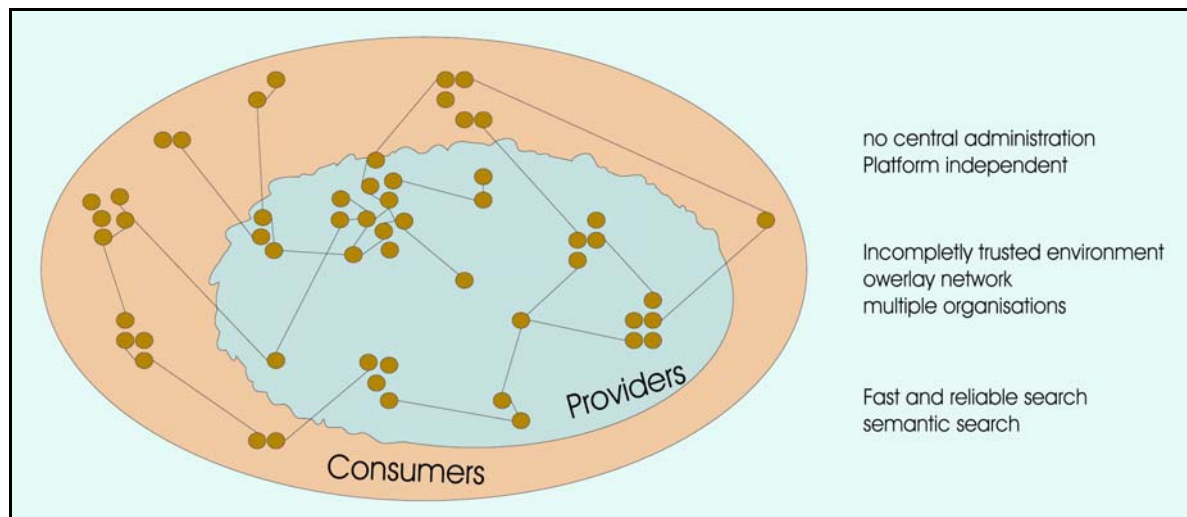 no central administration
Platform independent
Incompletly trusted environment
owerlay network
multiple organisations
Fast and reliable search
semantic search
Providers
Consumers